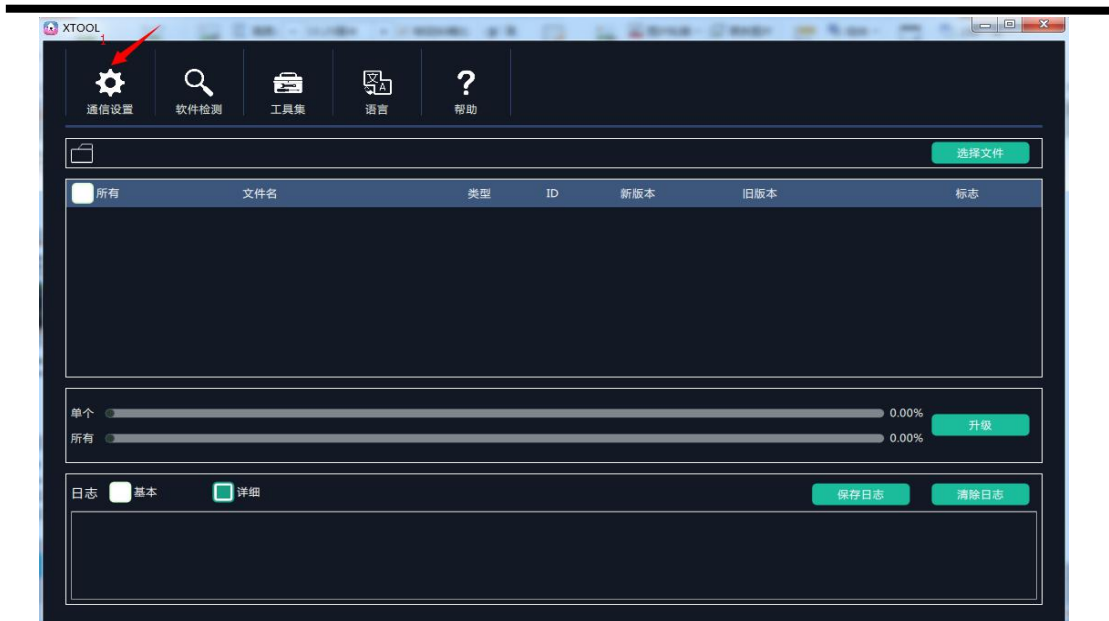 XTOOL
1
通信设置 软件检测 工具集 语言 帮助
选择文件
所有 文件名 类型 ID 新版本 旧版本 标志
单个 0.00%
升级
所有 0.00%
日志 基本 详细 保存日志 清除日志